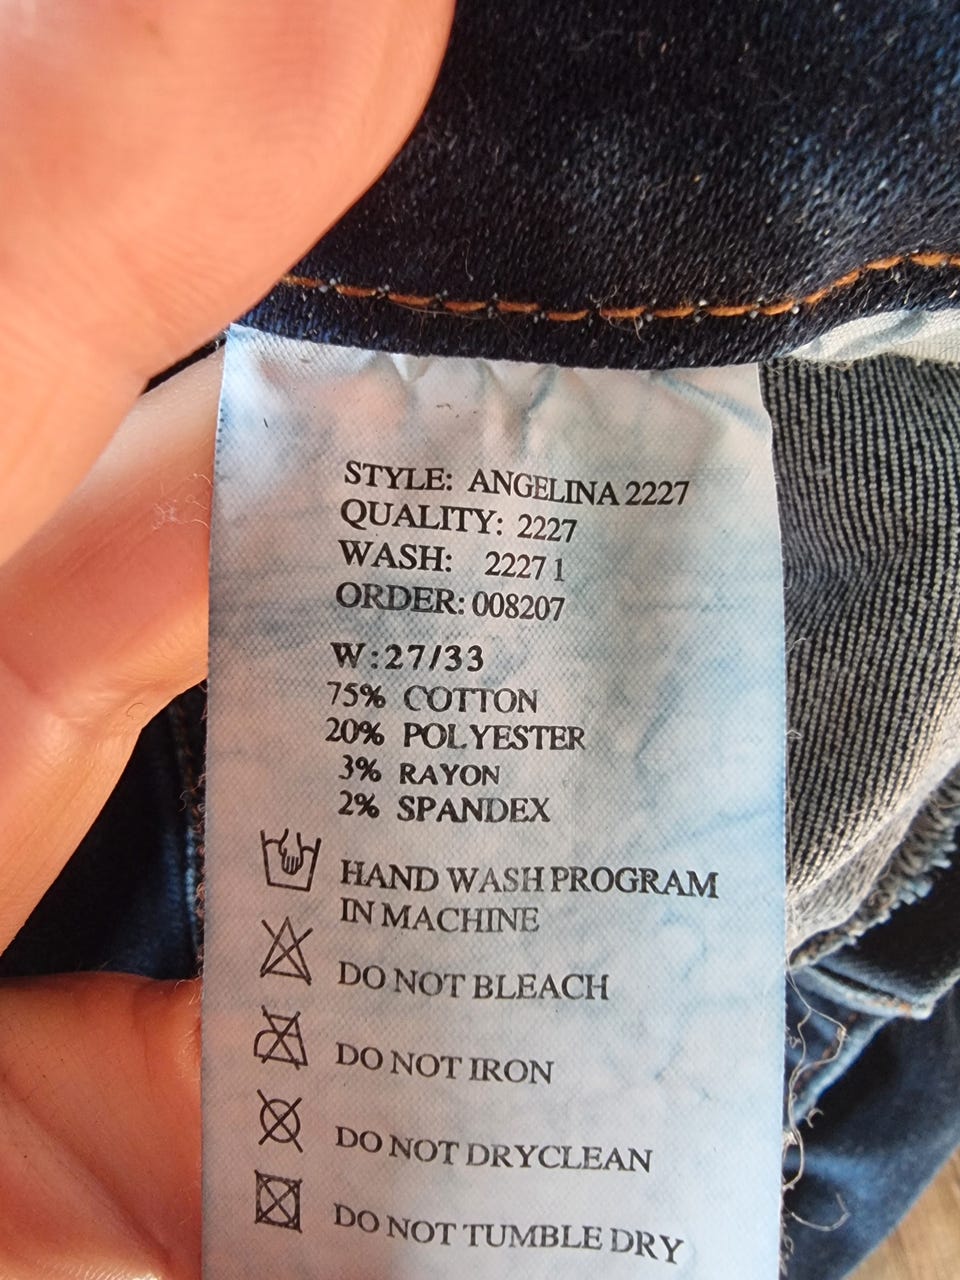 STYLE: ANGELINA 2227
QUALITY: 2227
WASH: 2227 1
ORDER: 008207
W:27/33
75% COTTON
20% POLYESTER
3% RAYON
2% SPANDEX
HAND WASH PROGRAM
IN MACHINE
DO NOT BLEACH
DO NOT IRON
DO NOT DRYCLEAN
DO NOT TUMBLE DRY